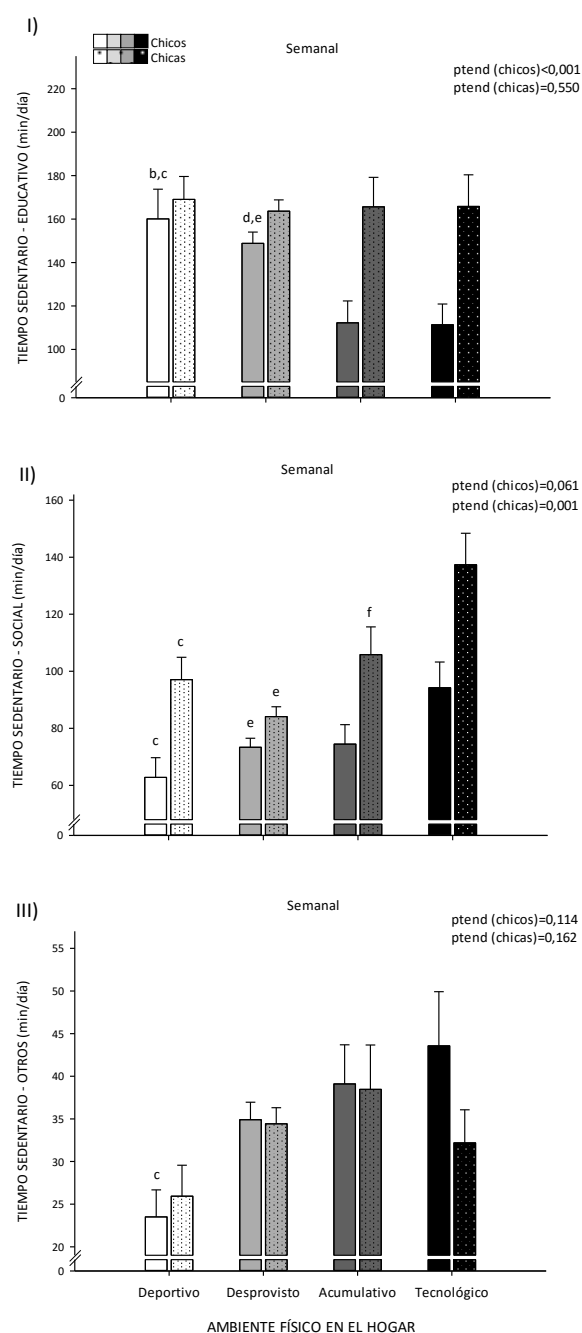 I)
Chicos
Chicas
Semanal
ptend (chicos)<0,001
ptend (chicas)=0,550
TIEMPO SEDENTARIO - EDUCATIVO (min/día)
220
200
180
160
140
120
100
0
b,c
d,e
II)
Semanal
ptend (chicos)=0,061
ptend (chicas)=0,001
TIEMPO SEDENTARIO - SOCIAL (min/día)
160
140
120
100
80
60
0
c
c
e
e
f
III)
Semanal
ptend (chicos)=0,114
ptend (chicas)=0,162
TIEMPO SEDENTARIO - OTROS (min/día)
55
50
45
40
35
30
25
20
0
c
Deportivo Desprovisto Acumulativo Tecnológico
AMBIENTE FÍSICO EN EL HOGAR